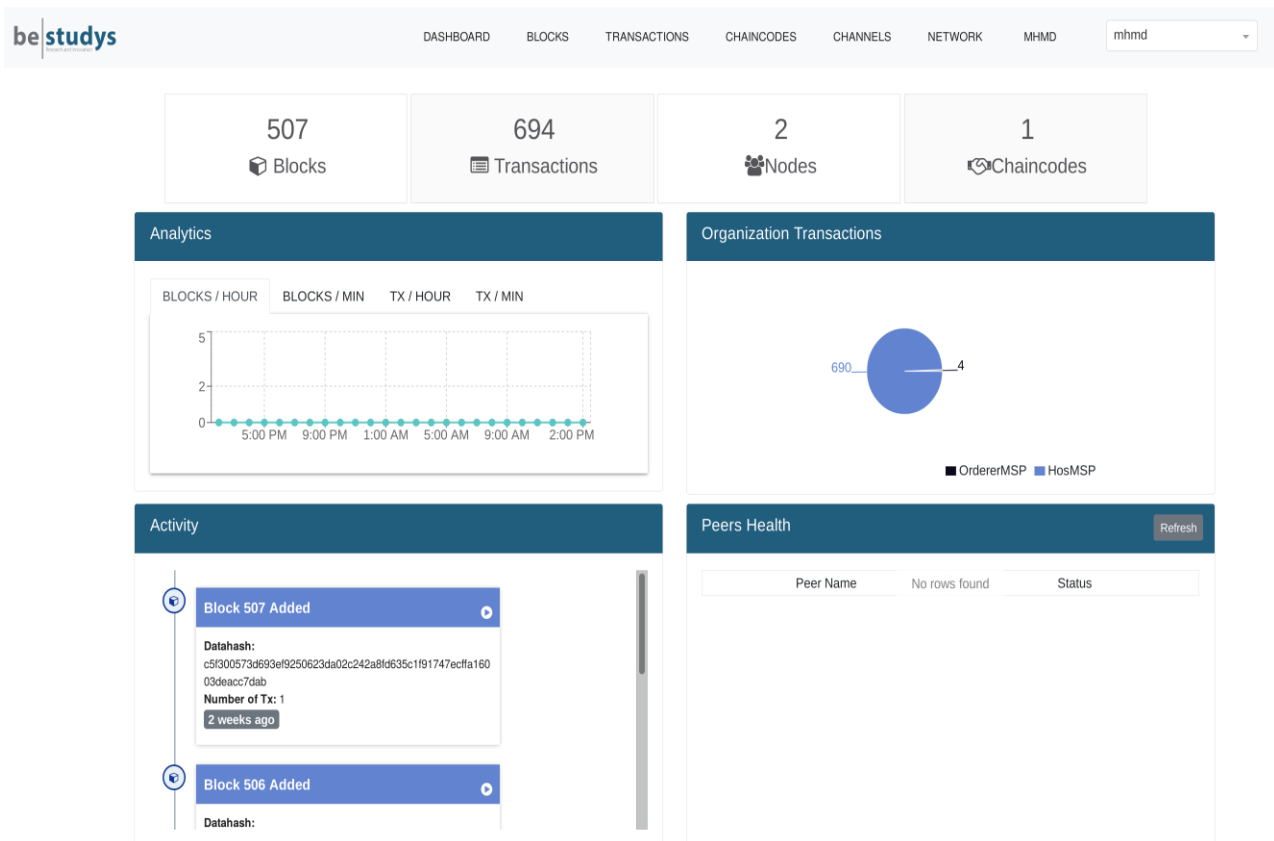 be studys
Research and Innovation
DASHBOARD BLOCKS TRANSACTIONS CHAINCODES CHANNELS NETWORK MHMD mhmd
507 694 2 1
Blocks Transactions Nodes Chaincodes
Analytics
BLOCKS / HOUR BLOCKS / MIN TX / HOUR TX / MIN
5
2
0
5:00 PM 9:00 PM 1:00 AM 5:00 AM 9:00 AM 2:00 PM
Organization Transactions
690 4
OrdererMSP HosMSP
Activity
Block 507 Added
Datahash:
c5f300573d693ef9250623da02c242a8fd635c1f91747ecffa160
03deacc7dab
Number of Tx: 1
2 weeks ago
Block 506 Added
Datahash:
Peers Health Refresh
Peer Name No rows found Status